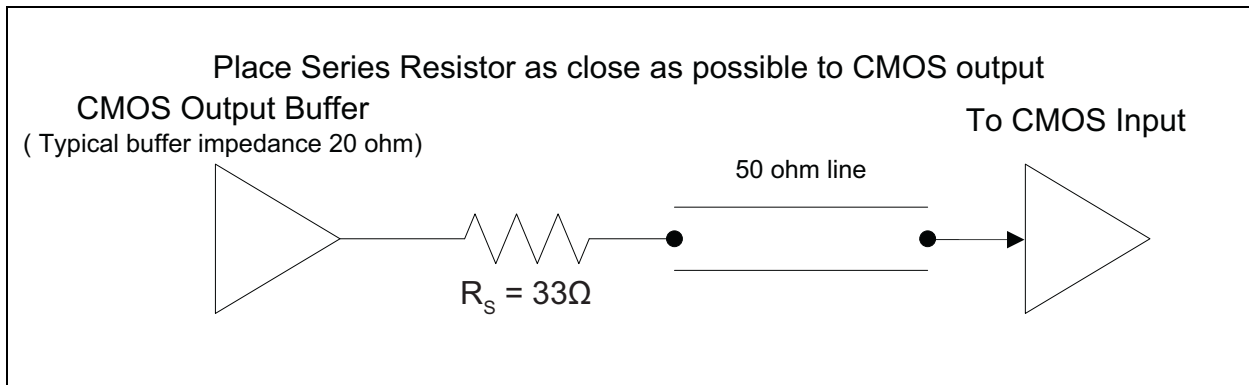 Place Series Resistor as close as possible to CMOS output
CMOS Output Buffer
( Typical buffer impedance 20 ohm)
To CMOS Input
50 ohm line
R_S = 33Ω